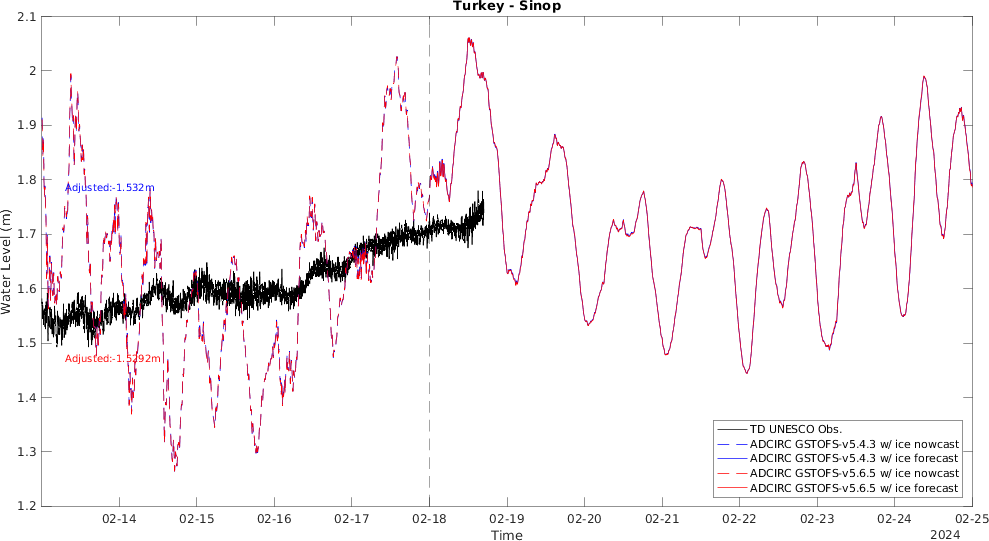 Turkey - Sinop
2.1
2
1.9
1.8
1.7
1.6
1.5
1.4
1.3
1.2
Water Level (m)
Adjusted:-1.532m
Adjusted:-1.5292m
TD UNESCO Obs.
ADCIRC GSTOFS-v5.4.3 w/ ice nowcast
ADCIRC GSTOFS-v5.4.3 w/ ice forecast
ADCIRC GSTOFS-v5.6.5 w/ ice nowcast
ADCIRC GSTOFS-v5.6.5 w/ ice forecast
02-14 02-15 02-16 02-17 02-18 02-19 02-20 02-21 02-22 02-23 02-24 02-25
Time
2024